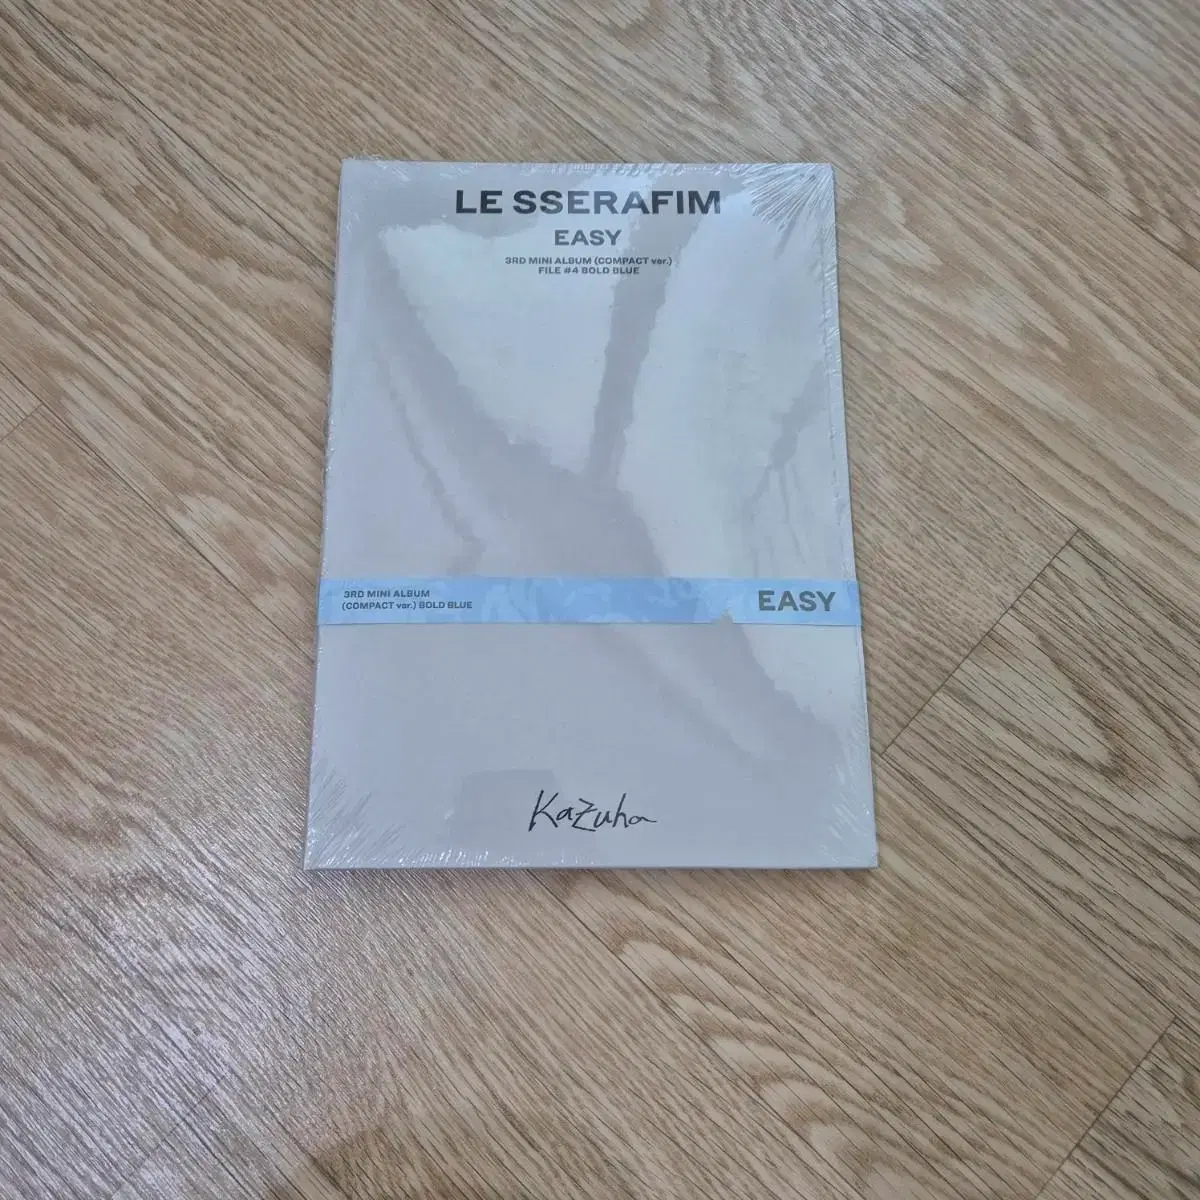 LE SSERAFIM
EASY
3RD MINI ALBUM (COMPACT ver.)
FILE #4 BOLD BLUE
3RD MINI ALBUM
(COMPACT ver.) BOLD BLUE
EASY
Kazuha